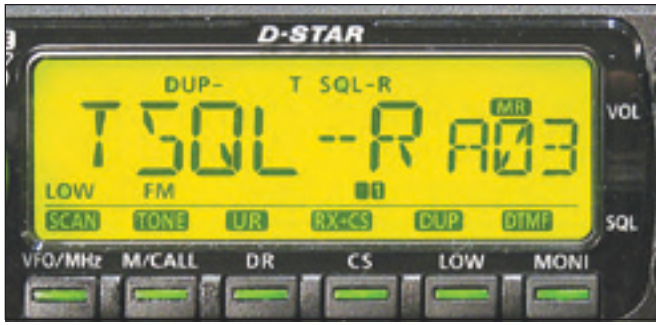 D-STAR
DUP- T SQL-R
MR
TSQL--R A03
VOL
LOW FM 1
SCAN TONE UR RX→CS DUP DTMF
SQL
VFO/MHz M/CALL DR CS LOW MONI